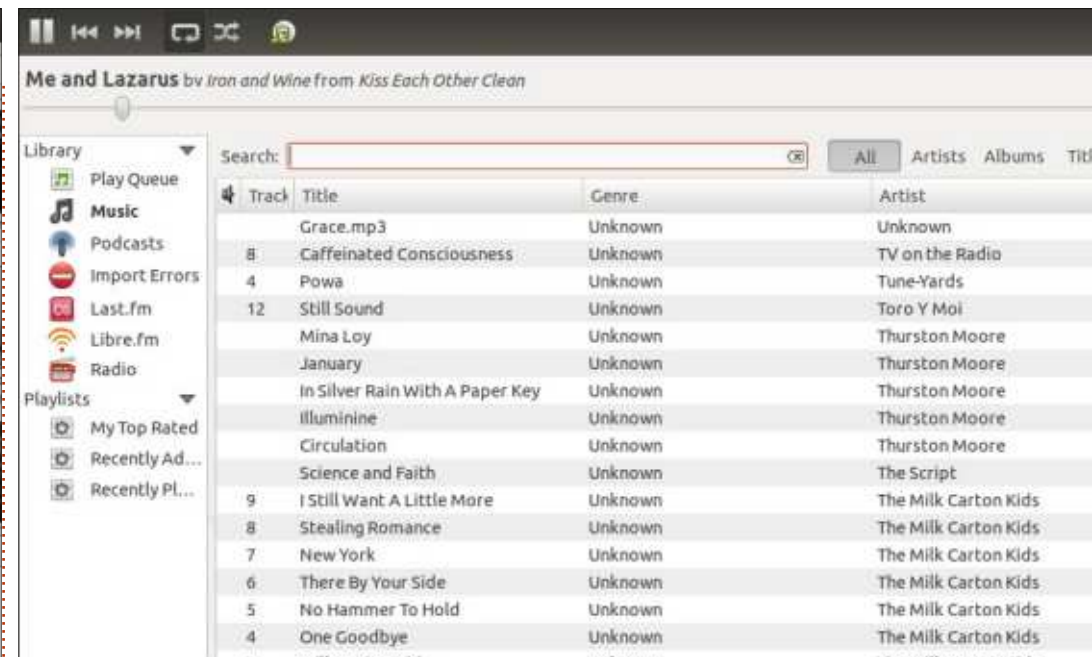 Me and Lazarus by Iron and Wine from Kiss Each Other Clean
Library
Play Queue
Music
Podcasts
Import Errors
Last.fm
Libre.fm
Radio
Playlists
My Top Rated
Recently Ad...
Recently Pl...
Search: All Artists Albums Titl
Track Title Genre Artist
Grace.mp3 Unknown Unknown
8 Caffeinated Consciousness Unknown TV on the Radio
4 Powa Unknown Tune-Yards
12 Still Sound Unknown Toro Y Moi
Mina Loy Unknown Thurston Moore
January Unknown Thurston Moore
In Silver Rain With A Paper Key Unknown Thurston Moore
Illuminine Unknown Thurston Moore
Circulation Unknown Thurston Moore
Science and Faith Unknown The Script
9 I Still Want A Little More Unknown The Milk Carton Kids
8 Stealing Romance Unknown The Milk Carton Kids
7 New York Unknown The Milk Carton Kids
6 There By Your Side Unknown The Milk Carton Kids
5 No Hammer To Hold Unknown The Milk Carton Kids
4 One Goodbye Unknown The Milk Carton Kids